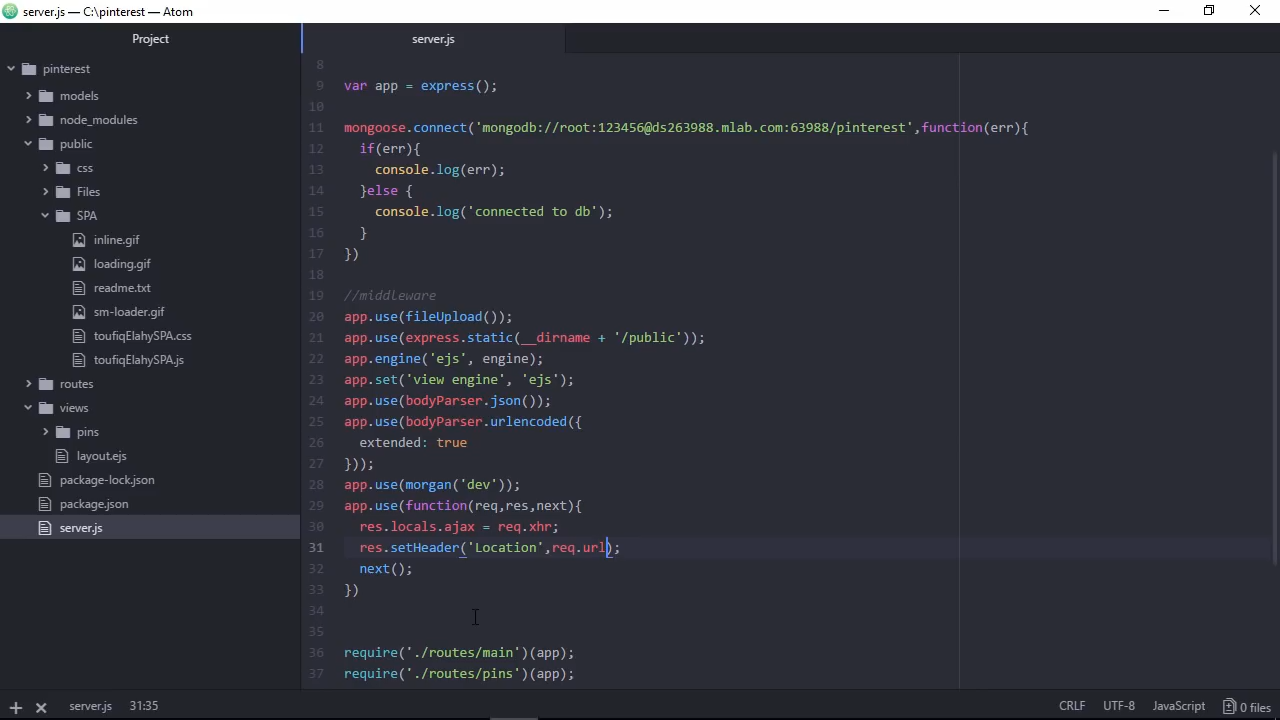 server.js — C:\pinterest — Atom
Project
server.js
pinterest
models
node_modules
public
css
Files
SPA
inline.gif
loading.gif
readme.txt
sm-loader.gif
toufiqElahySPA.css
toufiqElahySPA.js
routes
views
pins
layout.ejs
package-lock.json
package.json
server.js
8
9 var app = express();
10
11 mongoose.connect('mongodb://root:123456@ds263988.mlab.com:63988/pinterest',function(err){
12 if(err){
13 console.log(err);
14 }else {
15 console.log('connected to db');
16 }
17 })
18
19 //middleware
20 app.use(fileUpload());
21 app.use(express.static(__dirname + '/public'));
22 app.engine('ejs', engine);
23 app.set('view engine', 'ejs');
24 app.use(bodyParser.json());
25 app.use(bodyParser.urlencoded({
26 extended: true
27 }));
28 app.use(morgan('dev'));
29 app.use(function(req,res,next){
30 res.locals.ajax = req.xhr;
31 res.setHeader('Location',req.url);
32 next();
33 })
34
35
36 require('./routes/main')(app);
37 require('./routes/pins')(app);
server.js 31:35 CRLF UTF-8 JavaScript 0 files